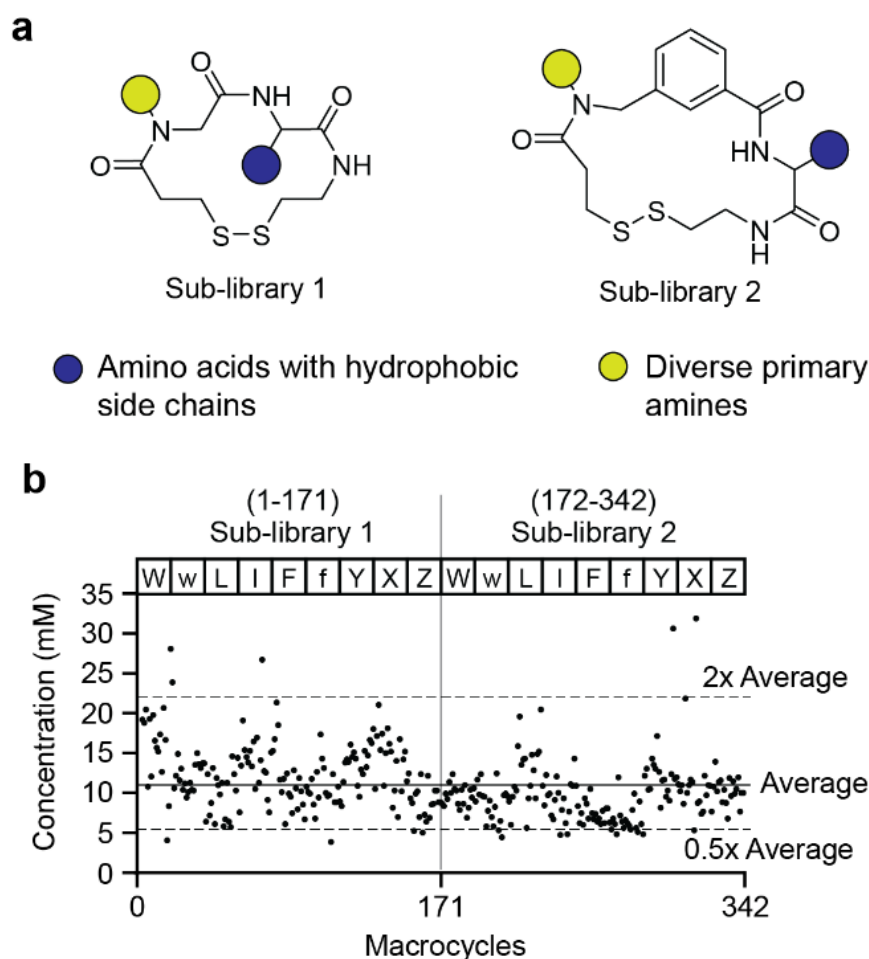 a
O
NH
O
N
O
NH
S–S
Sub-library 1
N
O
O
HN
S
S
N
H
O
Sub-library 2
Amino acids with hydrophobic
side chains
Diverse primary
amines
b
(1-171)
Sub-library 1
(172-342)
Sub-library 2
W w L I F f Y X Z W w L I F f Y X Z
35
30
25
20
15
10
5
0
Concentration (mM)
2x Average
Average
0.5x Average
0 171 342
Macrocycles